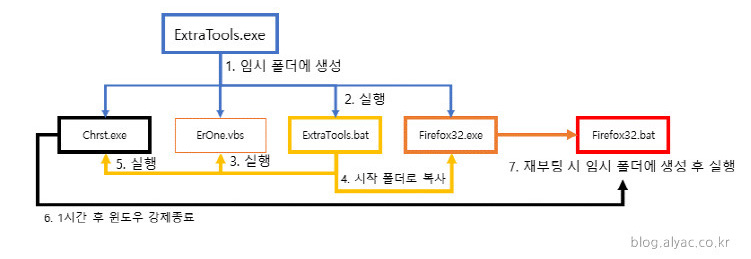 ExtraTools.exe
1. 임시 폴더에 생성
2. 실행
Chrst.exe
ErOne.vbs
ExtraTools.bat
Firefox32.exe
Firefox32.bat
5. 실행
3. 실행
4. 시작 폴더로 복사
7. 재부팅 시 임시 폴더에 생성 후 실행
6. 1시간 후 윈도우 강제종료
blog.alyac.co.kr